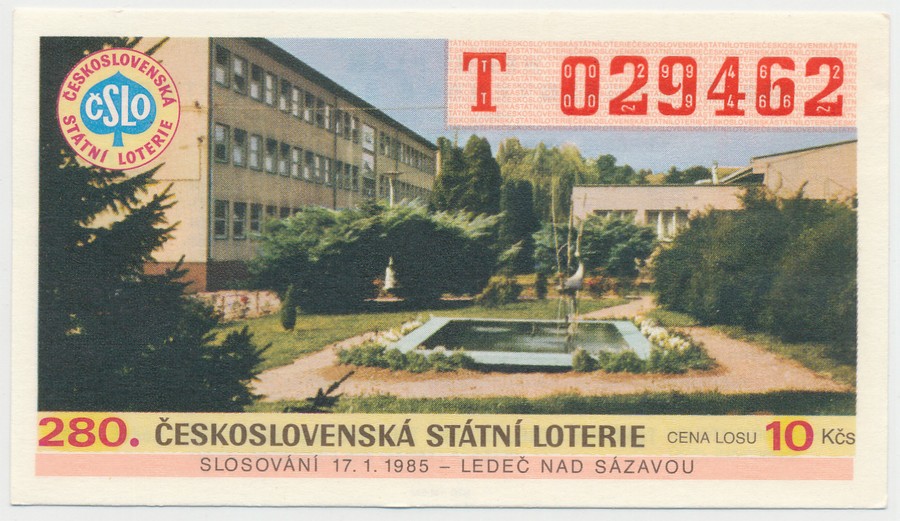 STÁTNÍLOTERIEČESKOSLOVENSKÁSTÁTNÍLOTERIEČESKOSLOVENSKÁSTÁTNÍLOTERIEČESKOSLOVENSKÁSTÁ
ČESKOSLOVENSKÁ
ČSLO
STÁTNÍ LOTERIE
T 029462
280. ČESKOSLOVENSKÁ STÁTNÍ LOTERIE CENA LOSU 10 Kčs
SLOSOVÁNÍ 17. 1. 1985 – LEDEČ NAD SÁZAVOU